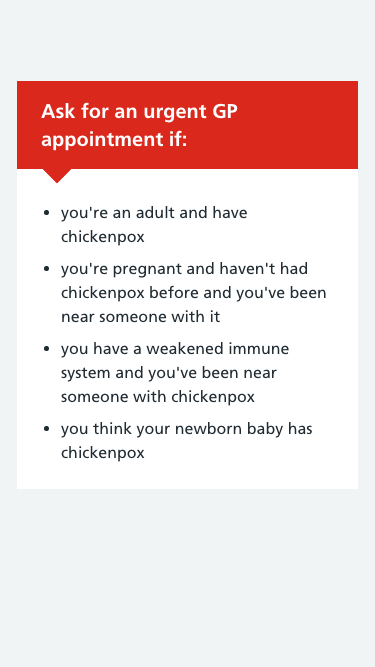 Ask for an urgent GP
appointment if:
• you're an adult and have
chickenpox
• you're pregnant and haven't had
chickenpox before and you've been
near someone with it
• you have a weakened immune
system and you've been near
someone with chickenpox
• you think your newborn baby has
chickenpox